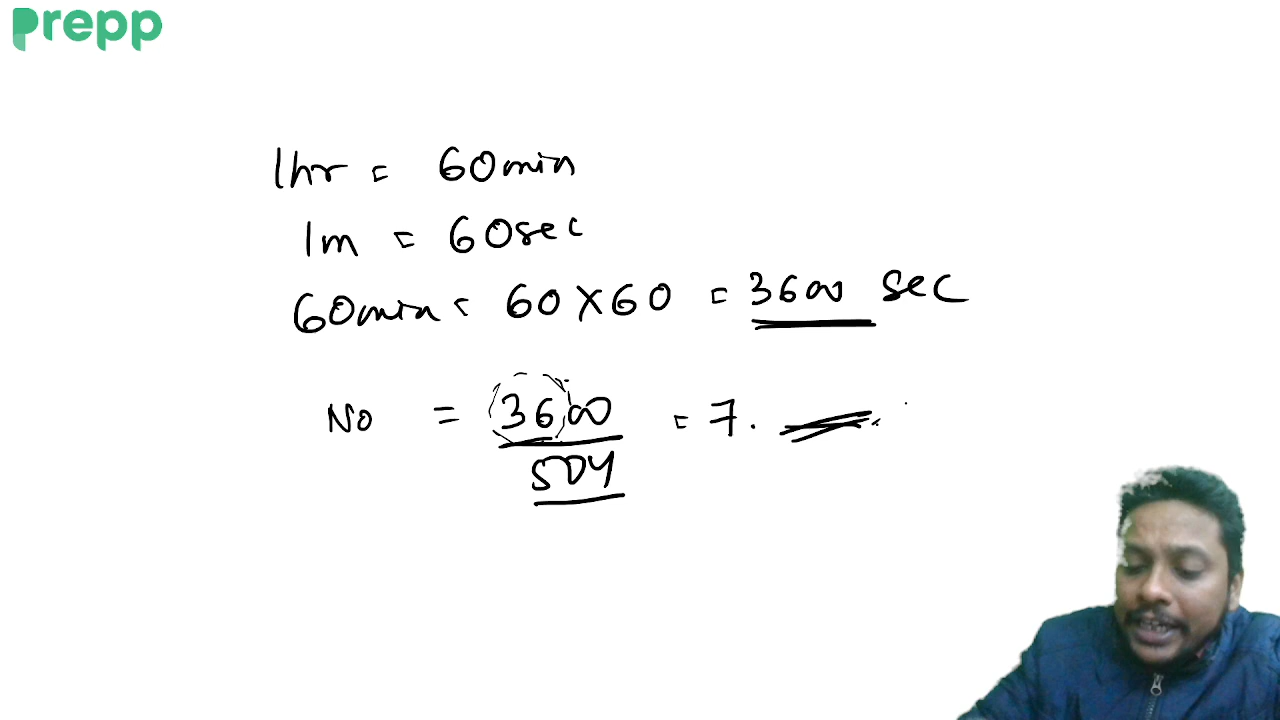 Prepp
1hr = 60min
1m = 60sec
60min = 60 X 60 = 3600 sec
No = 3600 = 7.
504